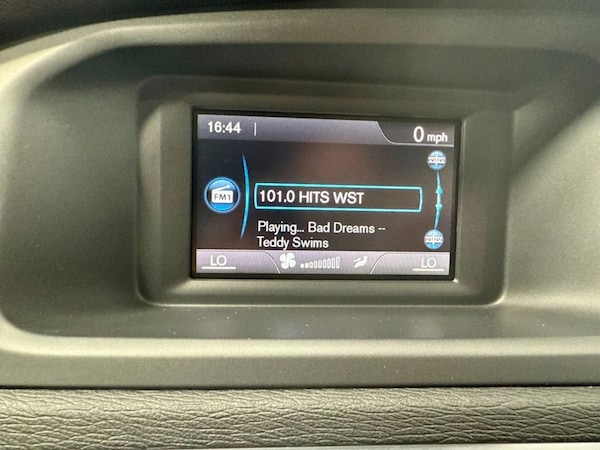 16:44
0 mph
FM1
101.0 HITS WST
Playing... Bad Dreams --
Teddy Swims
LO
LO